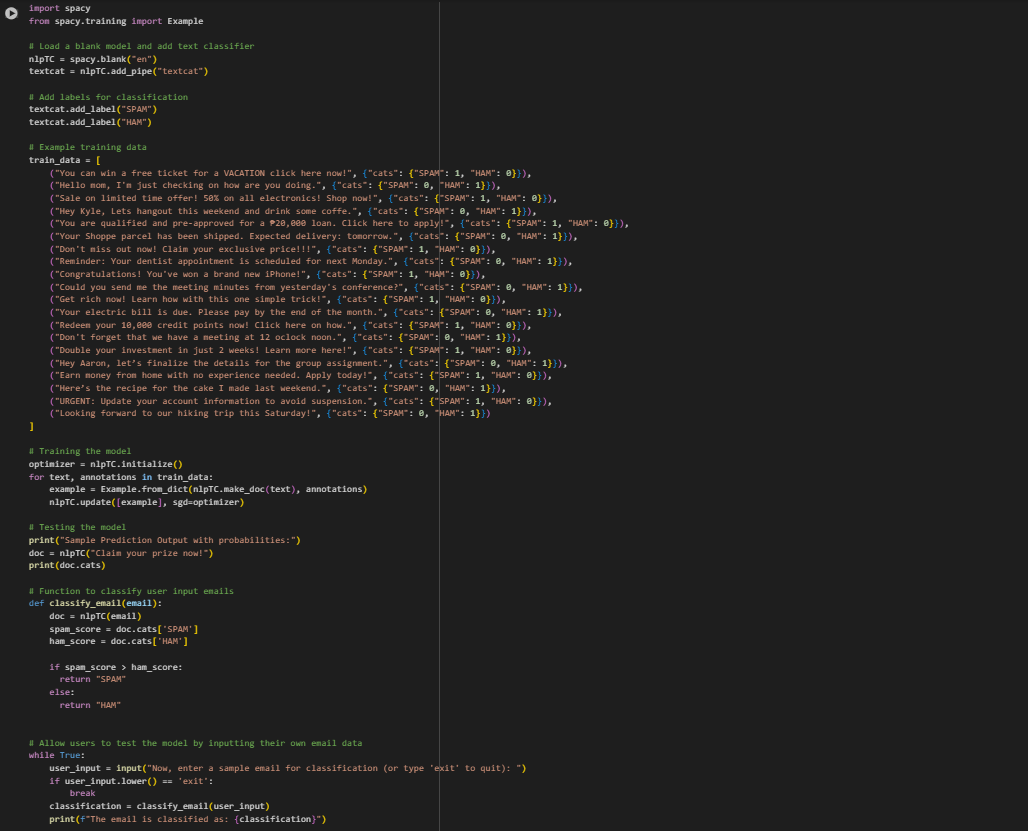 import spacy
from spacy.training import Example

# Load a blank model and add text classifier
nlpTC = spacy.blank("en")
textcat = nlpTC.add_pipe("textcat")

# Add labels for classification
textcat.add_label("SPAM")
textcat.add_label("HAM")

# Example training data
train_data = [
    ("You can win a free ticket for a VACATION click here now!", {"cats": {"SPAM": 1, "HAM": 0}}),
    ("Hello mom, I'm just checking on how are you doing.", {"cats": {"SPAM": 0, "HAM": 1}}),
    ("Sale on limited time offer! 50% on all electronics! Shop now!", {"cats": {"SPAM": 1, "HAM": 0}}),
    ("Hey Kyle, Lets hangout this weekend and drink some coffe.", {"cats": {"SPAM": 0, "HAM": 1}}),
    ("You are qualified and pre-approved for a ₱20,000 loan. Click here to apply!", {"cats": {"SPAM": 1, "HAM": 0}}),
    ("Your Shoppe parcel has been shipped. Expected delivery: tomorrow.", {"cats": {"SPAM": 0, "HAM": 1}}),
    ("Don't miss out now! Claim your exclusive price!!!", {"cats": {"SPAM": 1, "HAM": 0}}),
    ("Reminder: Your dentist appointment is scheduled for next Monday.", {"cats": {"SPAM": 0, "HAM": 1}}),
    ("Congratulations! You've won a brand new iPhone!", {"cats": {"SPAM": 1, "HAM": 0}}),
    ("Could you send me the meeting minutes from yesterday's conference?", {"cats": {"SPAM": 0, "HAM": 1}}),
    ("Get rich now! Learn how with this one simple trick!", {"cats": {"SPAM": 1, "HAM": 0}}),
    ("Your electric bill is due. Please pay by the end of the month.", {"cats": {"SPAM": 0, "HAM": 1}}),
    ("Redeem your 10,000 credit points now! Click here on how.", {"cats": {"SPAM": 1, "HAM": 0}}),
    ("Don't forget that we have a meeting at 12 oclock noon.", {"cats": {"SPAM": 0, "HAM": 1}}),
    ("Double your investment in just 2 weeks! Learn more here!", {"cats": {"SPAM": 1, "HAM": 0}}),
    ("Hey Aaron, let’s finalize the details for the group assignment.", {"cats": {"SPAM": 0, "HAM": 1}}),
    ("Earn money from home with no experience needed. Apply today!", {"cats": {"SPAM": 1, "HAM": 0}}),
    ("Here’s the recipe for the cake I made last weekend.", {"cats": {"SPAM": 0, "HAM": 1}}),
    ("URGENT: Update your account information to avoid suspension.", {"cats": {"SPAM": 1, "HAM": 0}}),
    ("Looking forward to our hiking trip this Saturday!", {"cats": {"SPAM": 0, "HAM": 1}})
]

# Training the model
optimizer = nlpTC.initialize()
for text, annotations in train_data:
    example = Example.from_dict(nlpTC.make_doc(text), annotations)
    nlpTC.update([example], sgd=optimizer)

# Testing the model
print("Sample Prediction Output with probabilities:")
doc = nlpTC("Claim your prize now!")
print(doc.cats)

# Function to classify user input emails
def classify_email(email):
    doc = nlpTC(email)
    spam_score = doc.cats['SPAM']
    ham_score = doc.cats['HAM']

    if spam_score > ham_score:
      return "SPAM"
    else:
      return "HAM"

# Allow users to test the model by inputting their own email data
while True:
    user_input = input("Now, enter a sample email for classification (or type 'exit' to quit): ")
    if user_input.lower() == 'exit':
        break
    classification = classify_email(user_input)
    print(f"The email is classified as: {classification}")